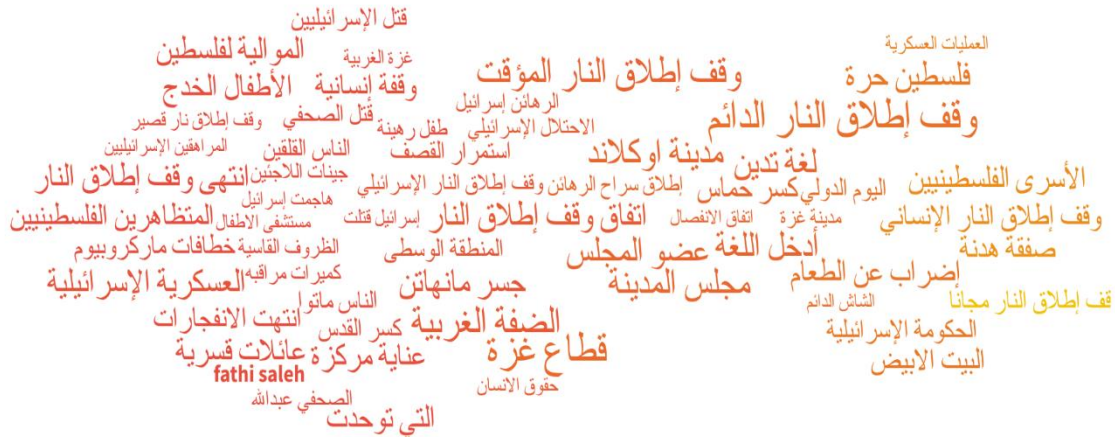 قتل الإسرائيليين
العمليات العسكرية
الموالية لفلسطين
غزة الغربية
فلسطين حرة
وقف إطلاق النار المؤقت
وقفة إنسانية
الأطفال الخدج
الرهائن إسرائيل
وقف إطلاق النار الدائم
قتل الصحفي
وقف إطلاق نار قصير
الاحتلال الإسرائيلي
طفل رهينة
المراهقين الإسرائيليين
الناس القلقين
استمرار القصف
مدينة اوكلاند
لغة تدين
الأسرى الفلسطينيين
اليوم الدولي
كسر حماس
إطلاق سراح الرهائن
وقف إطلاق النار الإسرائيلي
جينات اللاجئين
انتهى وقف إطلاق النار
هاجمت إسرائيل
وقف إطلاق النار الإنساني
مدينة غزة
اتفاق الانفصال
اتفاق وقف إطلاق النار
إسرائيل قتلت
مستشفى الاطفال
المتظاهرين الفلسطينيين
صفقة هدنة
أدخل اللغة
عضو المجلس
المنطقة الوسطى
الظروف القاسية
خطافات ماركروبيوم
إضراب عن الطعام
مجلس المدينة
جسر مانهاتن
كميرات مراقبه
العسكرية الإسرائيلية
قف إطلاق النار مجانا
الشاش الدائم
الناس ماتوا
انتهت الانفجارات
الضفة الغربية
كسر القدس
الحكومة الإسرائيلية
قطاع غزة
عناية مركزة
عائلات قسرية
البيت الابيض
fathi saleh
حقوق الانسان
الصحفي عبدالله
التي توحدت